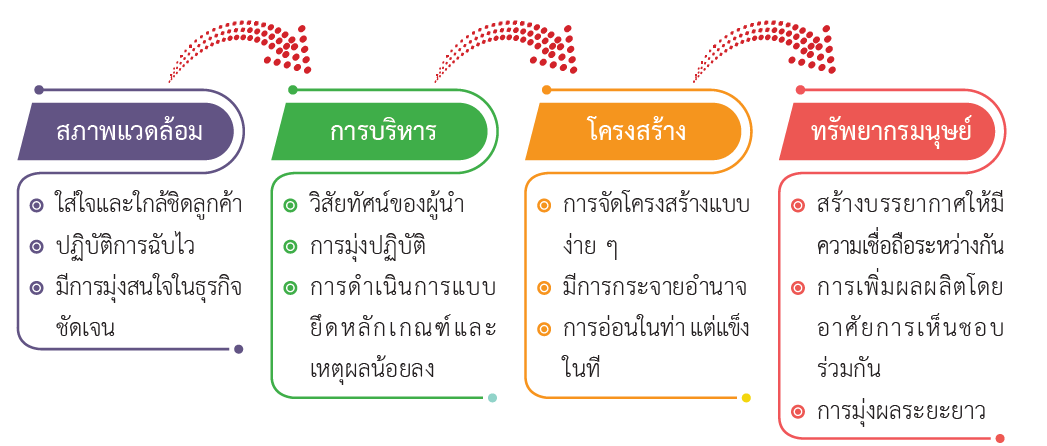 สภาพแวดล้อม
ใส่ใจและใกล้ชิดลูกค้า
ปฏิบัติการฉับไว
มีการมุ่งสนใจในธุรกิจ
ชัดเจน
การบริหาร
วิสัยทัศน์ของผู้นำ
การมุ่งปฏิบัติ
การดำเนินการแบบ
ยึดหลักเกณฑ์และ
เหตุผลน้อยลง
โครงสร้าง
การจัดโครงสร้างแบบ
ง่าย ๆ
มีการกระจายอำนาจ
การอ่อนในท่า แต่แข็ง
ในที
ทรัพยากรมนุษย์
สร้างบรรยากาศให้มี
ความเชื่อถือระหว่างกัน
การเพิ่มผลผลิตโดย
อาศัยการเห็นชอบ
ร่วมกัน
การมุ่งผลระยะยาว